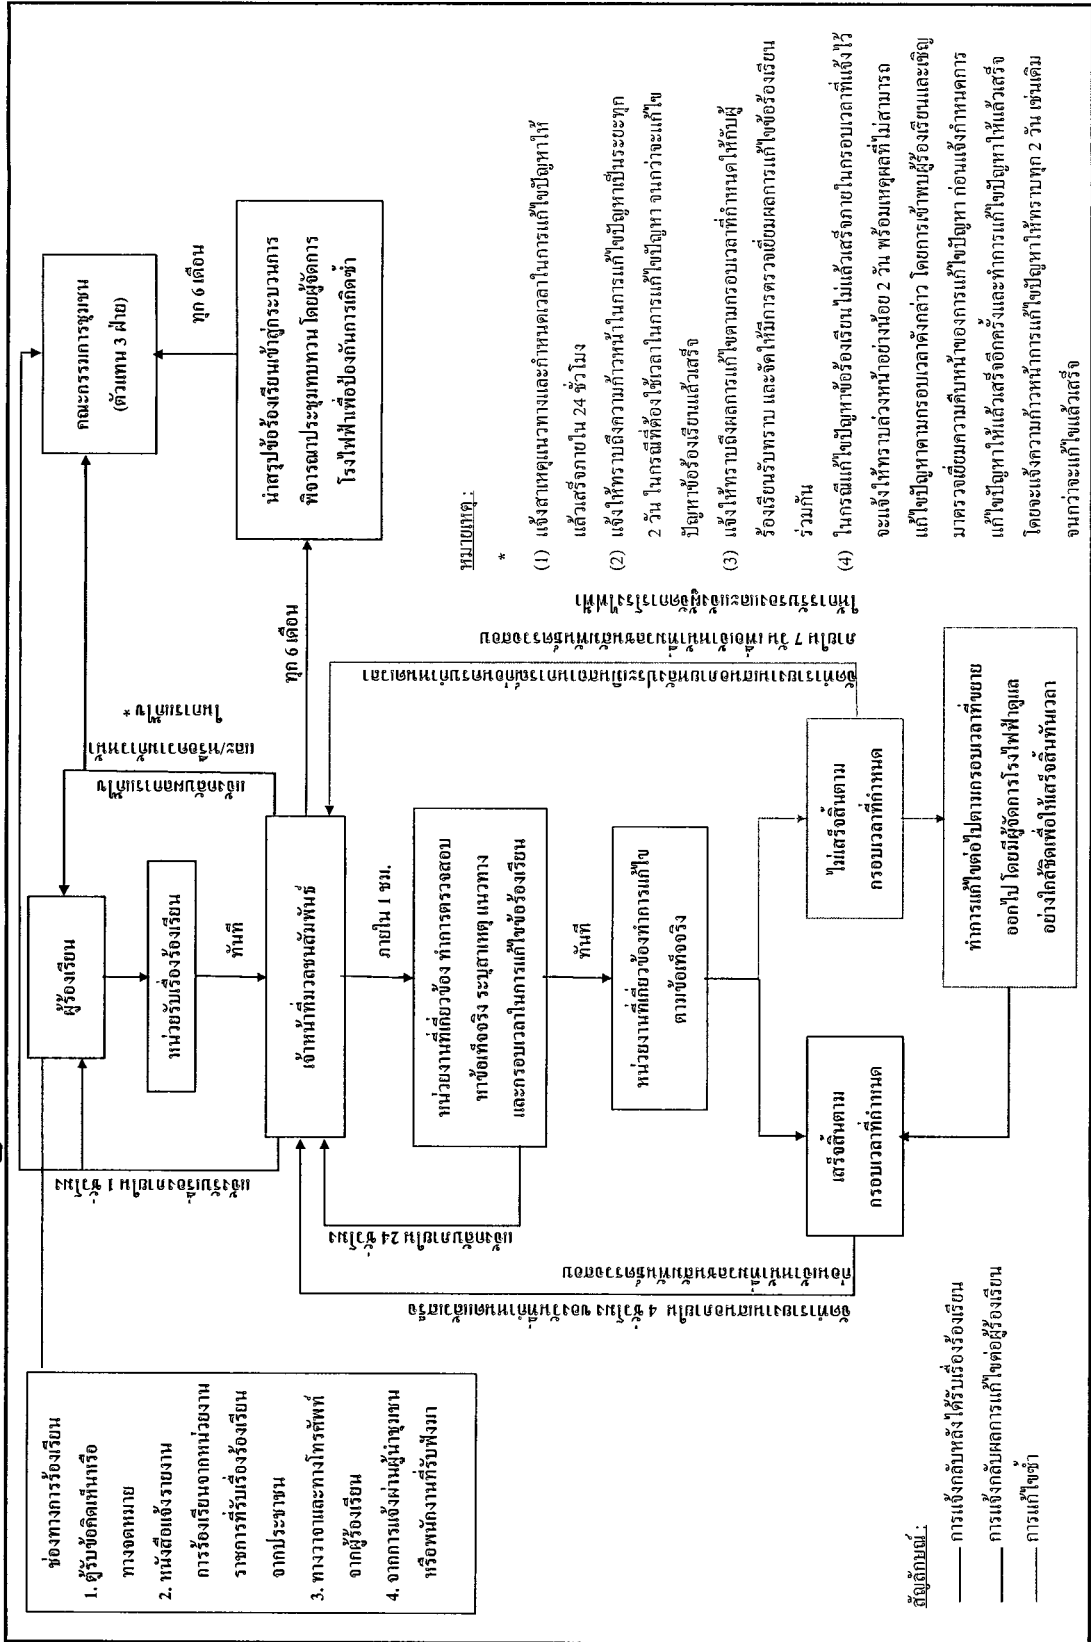 ช่องทางการร้องเรียน
1. ตู้รับข้อคิดเห็นหรือ
ทางจดหมาย
2. หนังสือแจ้งรายงาน
การร้องเรียนจากหน่วยงาน
ราชการที่รับเรื่องร้องเรียน
จากประชาชน
3. ทางวาจาและทางโทรศัพท์
จากผู้ร้องเรียน
4. จากการแจ้งผ่านผู้นำชุมชน
หรือพนักงานที่รับฟังมา
ผู้ร้องเรียน
หน่วยรับเรื่องร้องเรียน
ทันที
เจ้าหน้าที่มวลชนสัมพันธ์
แจ้งรับเรื่องภายใน 1 ชั่วโมง
แจ้งกลับผลการแก้ไข
และ/หรือความก้าวหน้า
ในการแก้ไข *
คณะกรรมการชุมชน
(ตัวแทน 3 ฝ่าย)
ทุก 6 เดือน
นำสรุปข้อร้องเรียนเข้าสู่กระบวนการ
พิจารณาประชุมทบทวน โดยผู้จัดการ
โรงไฟฟ้าเพื่อป้องกันการเกิดซ้ำ
ทุก 6 เดือน
ภายใน 1 ชม.
หน่วยงานที่เกี่ยวข้อง ทำการตรวจสอบ
หาข้อเท็จจริง ระบุสาเหตุ แนวทาง
และกรอบเวลาในการแก้ไขข้อร้องเรียน
แจ้งกลับภายใน 24 ชั่วโมง
ทันที
หน่วยงานที่เกี่ยวข้องทำการแก้ไข
ตามข้อเท็จจริง
เสร็จสิ้นตาม
กรอบเวลาที่กำหนด
ไม่เสร็จสิ้นตาม
กรอบเวลาที่กำหนด
จัดทำรายงานเสนอภายใน 4 ชั่วโมง ของวันที่กำหนดแล้วเสร็จ
ก่อนเจ้าหน้าที่มวลชนสัมพันธ์ตรวจสอบ
จัดทำรายงานเสนอภายหลังประเมินสถานการณ์ก่อนครบกำหนดเวลา
ภายใน 7 วัน เพื่อเจ้าหน้าที่มวลชนสัมพันธ์ตรวจสอบ
ให้การรับรองและแจ้งผู้จัดการโรงไฟฟ้า
ทำการแก้ไขต่อไปตามกรอบเวลาที่ขยาย
ออกไป โดยมีผู้จัดการโรงไฟฟ้าดูแล
อย่างใกล้ชิดเพื่อให้เสร็จสิ้นทันเวลา
หมายเหตุ :
*
(1) แจ้งสาเหตุแนวทางและกำหนดเวลาในการแก้ไขปัญหาให้
แล้วเสร็จภายใน 24 ชั่วโมง
(2) แจ้งให้ทราบถึงความก้าวหน้าในการแก้ไขปัญหาเป็นระยะทุก
2 วัน ในกรณีที่ต้องใช้เวลาในการแก้ไขปัญหา จนกว่าจะแก้ไข
ปัญหาข้อร้องเรียนแล้วเสร็จ
(3) แจ้งให้ทราบถึงผลการแก้ไขตามกรอบเวลาที่กำหนดให้กับผู้
ร้องเรียนรับทราบ และจัดให้มีการตรวจเยี่ยมผลการแก้ไขข้อร้องเรียน
ร่วมกัน
(4) ในกรณีแก้ไขปัญหาข้อร้องเรียนไม่แล้วเสร็จภายในกรอบเวลาที่แจ้งไว้
จะแจ้งให้ทราบล่วงหน้าอย่างน้อย 2 วัน พร้อมเหตุผลที่ไม่สามารถ
แก้ไขปัญหาตามกรอบเวลาดังกล่าว โดยการเข้าพบผู้ร้องเรียนและเชิญ
มาตรวจเยี่ยมความคืบหน้าของการแก้ไขปัญหา ก่อนแจ้งกำหนดการ
แก้ไขปัญหาให้แล้วเสร็จอีกครั้งและทำการแก้ไขปัญหาให้แล้วเสร็จ
โดยจะแจ้งความก้าวหน้าการแก้ไขปัญหาให้ทราบทุก 2 วัน เช่นเดิม
จนกว่าจะแก้ไขแล้วเสร็จ
สัญลักษณ์ :
การแจ้งกลับหลังได้รับเรื่องร้องเรียน
การแจ้งกลับผลการแก้ไขต่อผู้ร้องเรียน
การแก้ไขซ้ำ